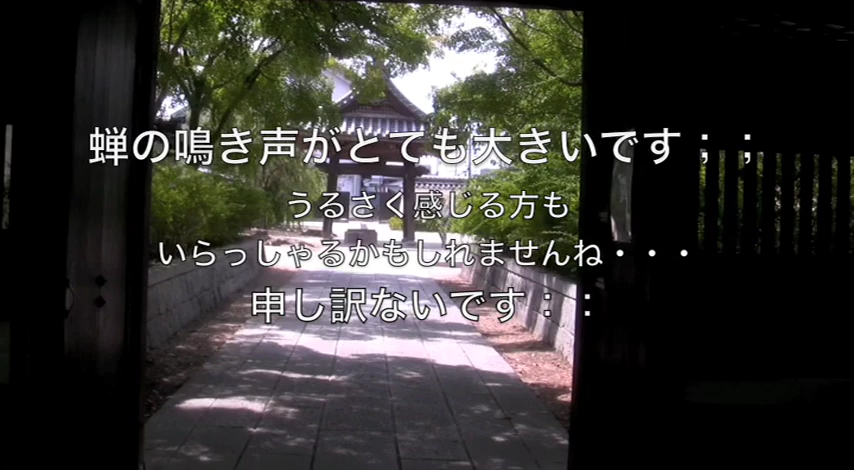 蝉の鳴き声がとても大きいです；；
うるさく感じる方も
いらっしゃるかもしれませんね・・・
申し訳ないです；；